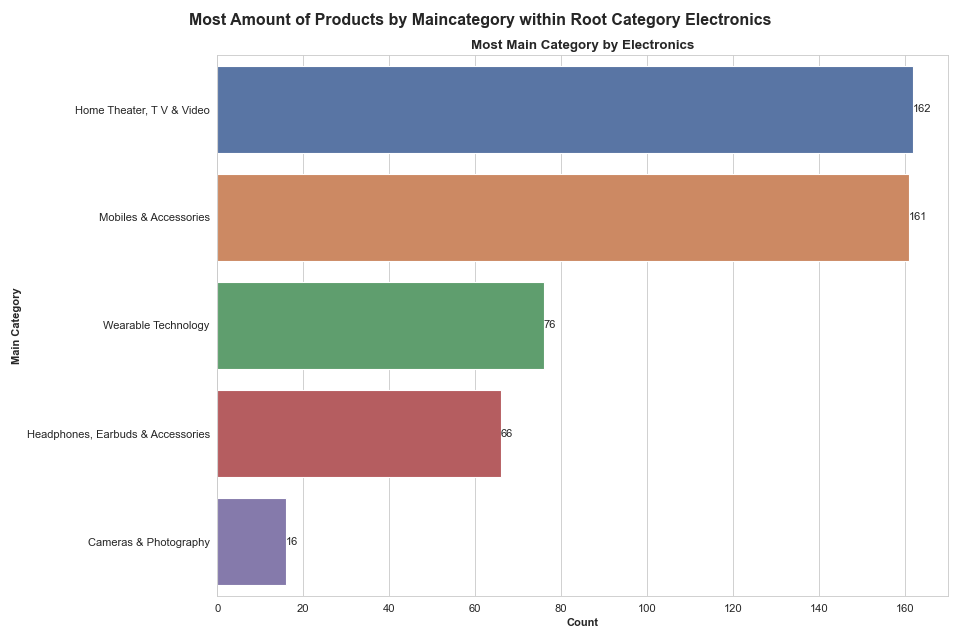 Most Amount of Products by Maincategory within Root Category Electronics
Most Main Category by Electronics
Main Category
Home Theater, T V & Video
162
Mobiles & Accessories
161
Wearable Technology
76
Headphones, Earbuds & Accessories
66
Cameras & Photography
16
0 20 40 60 80 100 120 140 160
Count